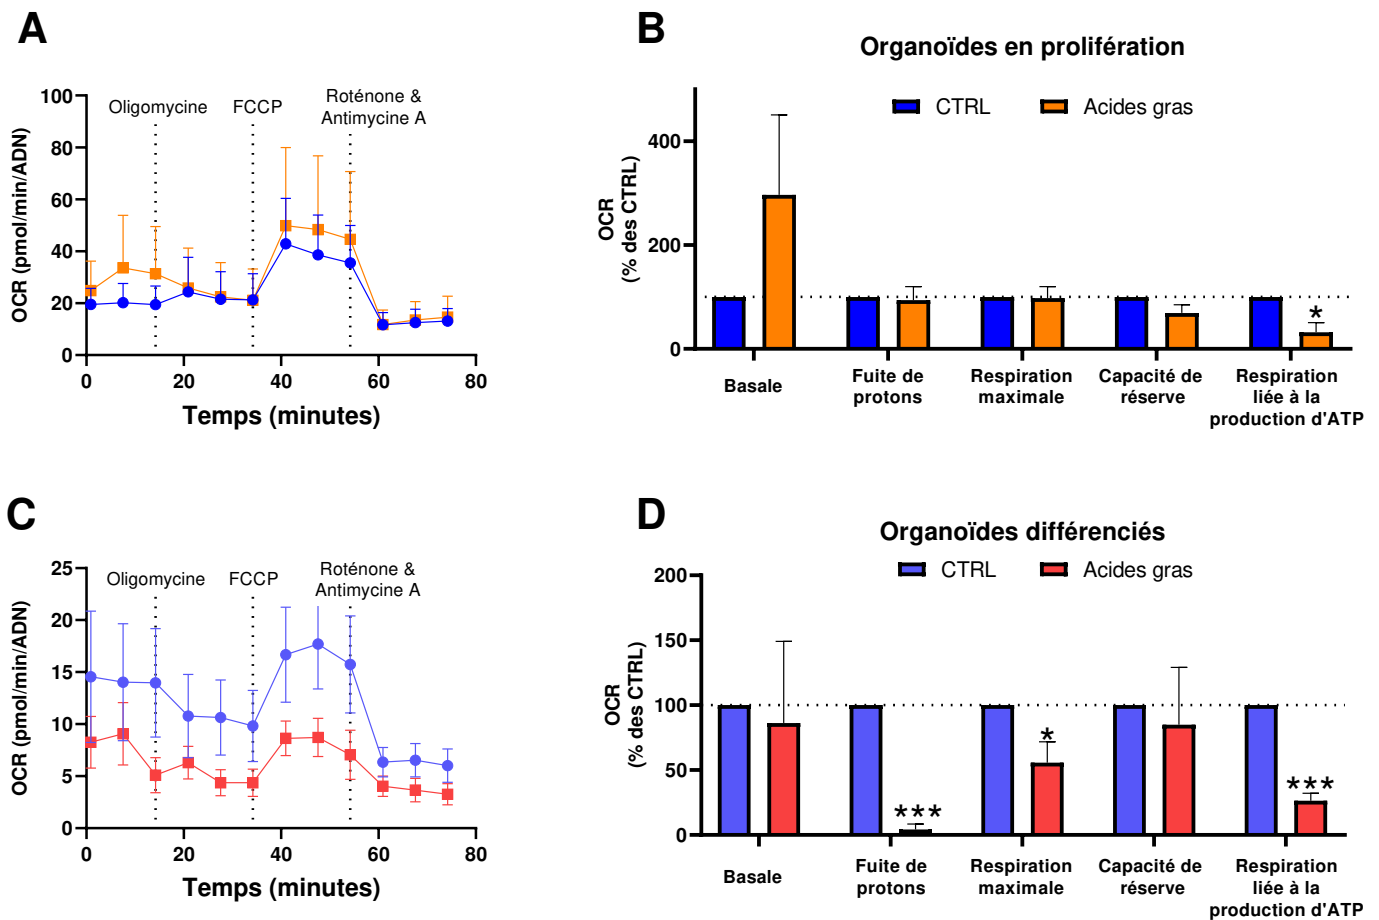 A
100
80
60
40
20
0
OCR (pmol/min/ADN)
Oligomycine
FCCP
Roténone &
Antimycine A
0 20 40 60 80
Temps (minutes)
B
Organoïdes en prolifération
CTRL
Acides gras
OCR
(% des CTRL)
400
200
0
*
Basale
Fuite de
protons
Respiration
maximale
Capacité de
réserve
Respiration
liée à la
production d'ATP
C
25
20
15
10
5
0
OCR (pmol/min/ADN)
Oligomycine
FCCP
Roténone &
Antimycine A
0 20 40 60 80
Temps (minutes)
D
Organoïdes différenciés
CTRL
Acides gras
OCR
(% des CTRL)
200
150
100
50
0
***
*
***
Basale
Fuite de
protons
Respiration
maximale
Capacité de
réserve
Respiration
liée à la
production d'ATP